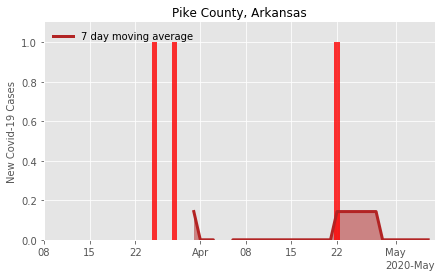 Pike County, Arkansas
7 day moving average
New Covid-19 Cases
1.0
0.8
0.6
0.4
0.2
0.0
08 15 22 Apr 08 15 22 May
2020-May